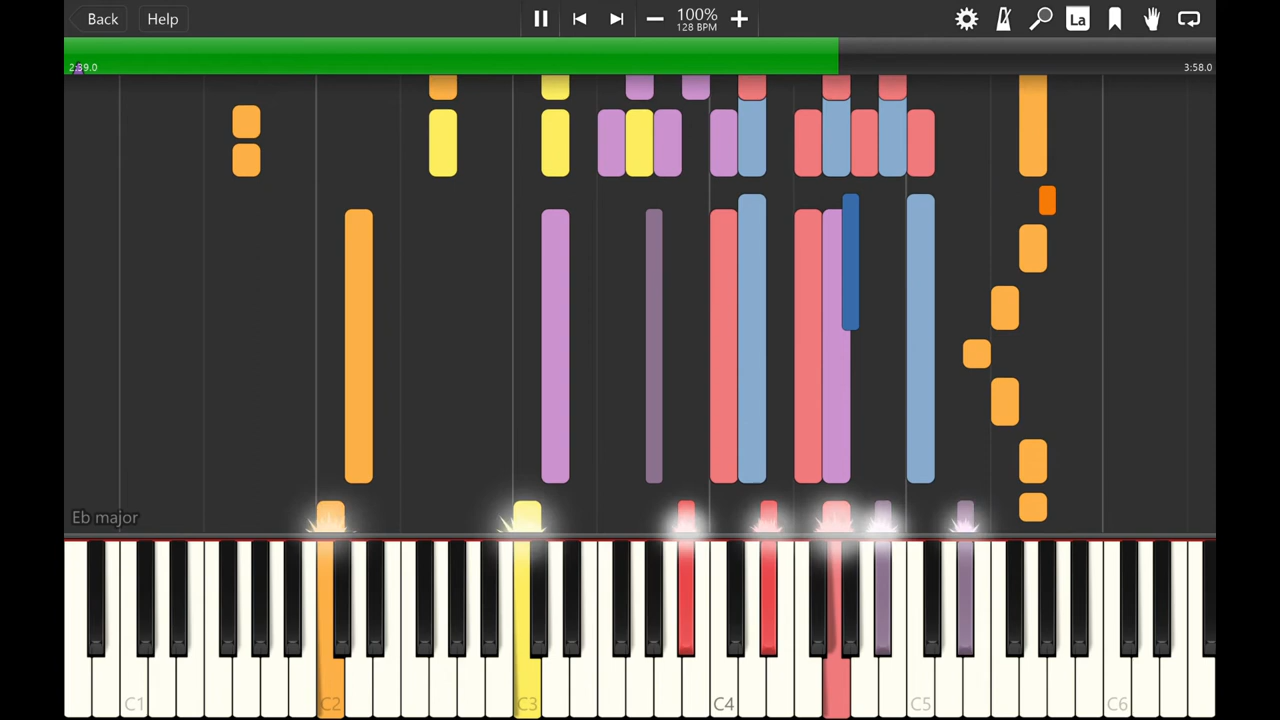 Back
Help
100%
128 BPM
La
2:39.0
3:58.0
Eb major
C1
C2
C3
C4
C5
C6